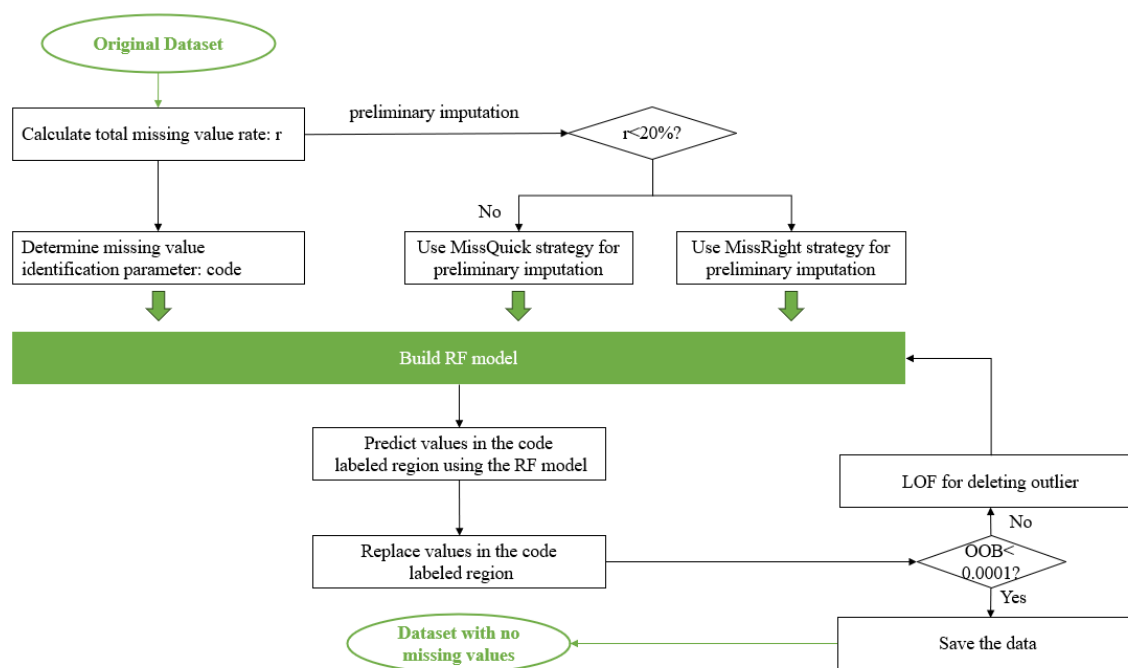 Original Dataset
preliminary imputation
Calculate total missing value rate: r
r<20%?
No
Determine missing value
identification parameter: code
Use MissQuick strategy for
preliminary imputation
Use MissRight strategy for
preliminary imputation
Build RF model
Predict values in the code
labeled region using the RF model
LOF for deleting outlier
No
Replace values in the code
labeled region
OOB<
0.0001?
Yes
Dataset with no
missing values
Save the data